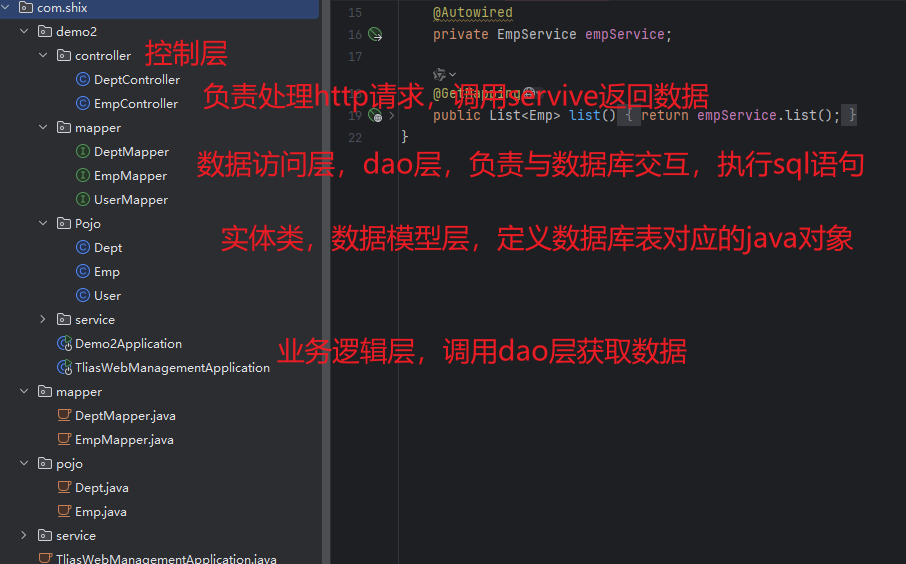 com.shix
demo2
controller
控制层
DeptController
EmpController
负责处理http请求，调用servive返回数据
mapper
DeptMapper
数据访问层，dao层，负责与数据库交互，执行sql语句
EmpMapper
UserMapper
Pojo
实体类，数据模型层，定义数据库表对应的java对象
Dept
Emp
User
service
Demo2Application
业务逻辑层，调用dao层获取数据
TliasWebManagementApplication
mapper
DeptMapper.java
EmpMapper.java
pojo
Dept.java
Emp.java
service
TliasWebManagementApplication.java
15 @Autowired
16 private EmpService empService;
17
@GetMapping
19 public List<Emp> list() { return empService.list(); }
22 }